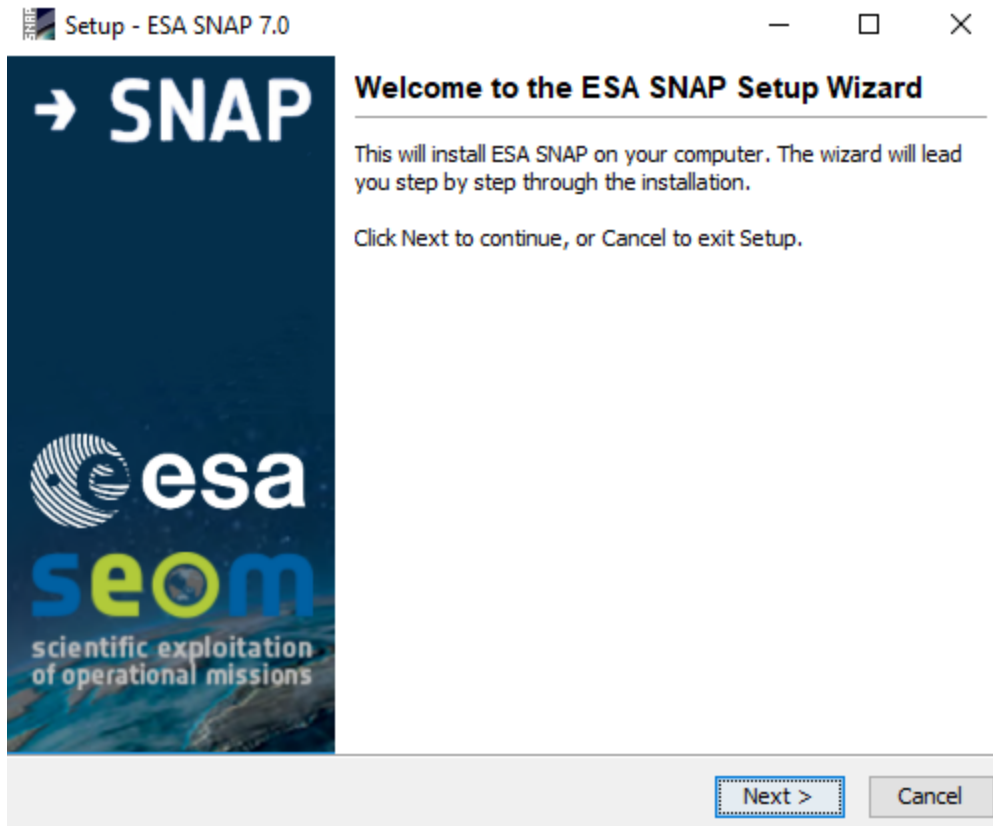 SNAP
Setup - ESA SNAP 7.0
→ SNAP
Welcome to the ESA SNAP Setup Wizard
This will install ESA SNAP on your computer. The wizard will lead
you step by step through the installation.
Click Next to continue, or Cancel to exit Setup.
esa
seom
scientific exploitation
of operational missions
Next >
Cancel